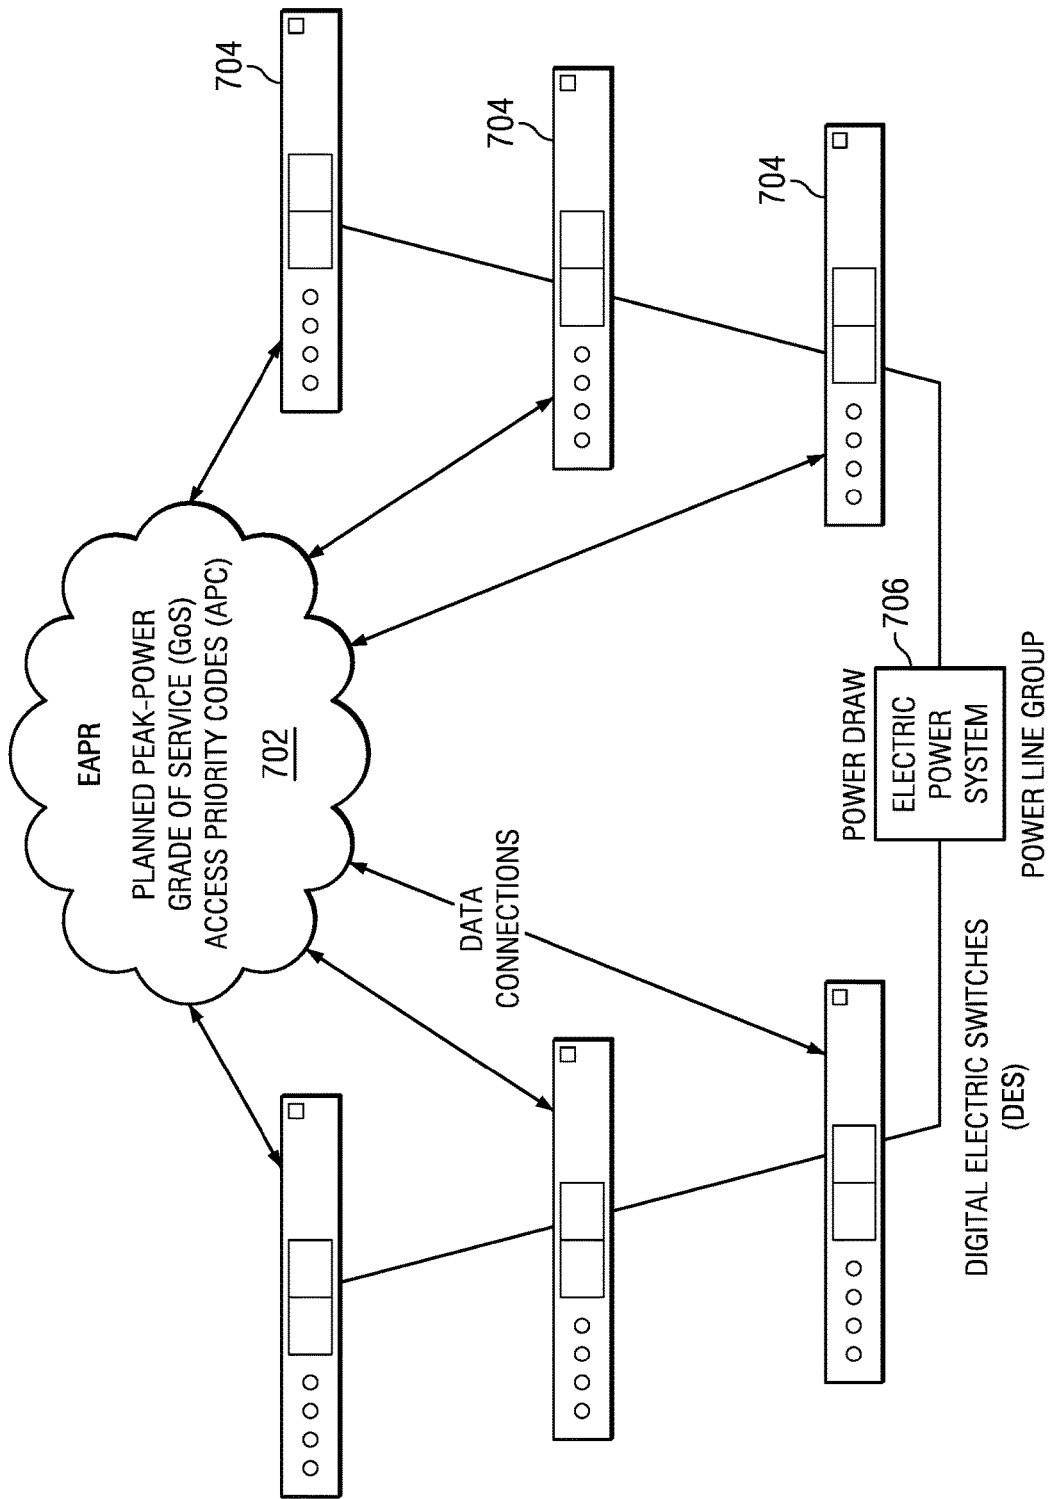 EAPR
PLANNED PEAK-POWER
GRADE OF SERVICE (GoS)
ACCESS PRIORITY CODES (APC)
702
704
704
704
DATA
CONNECTIONS
POWER DRAW
706
ELECTRIC
POWER
SYSTEM
POWER LINE GROUP
DIGITAL ELECTRIC SWITCHES
(DES)